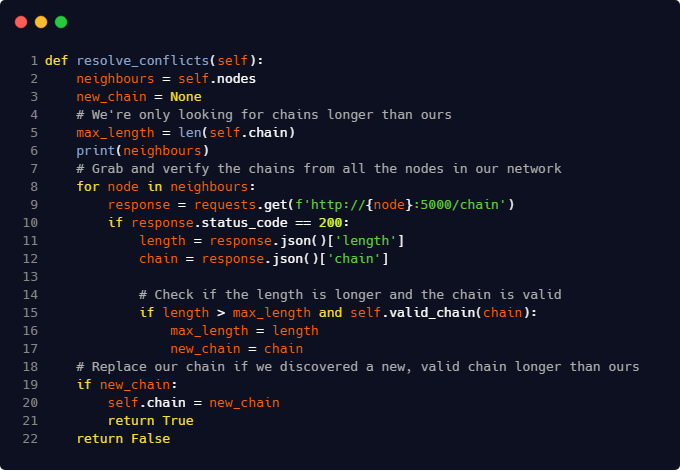 1 def resolve_conflicts(self):
2     neighbours = self.nodes
3     new_chain = None
4     # We're only looking for chains longer than ours
5     max_length = len(self.chain)
6     print(neighbours)
7     # Grab and verify the chains from all the nodes in our network
8     for node in neighbours:
9         response = requests.get(f'http://{node}:5000/chain')
10         if response.status_code == 200:
11             length = response.json()['length']
12             chain = response.json()['chain']
13
14             # Check if the length is longer and the chain is valid
15             if length > max_length and self.valid_chain(chain):
16                 max_length = length
17                 new_chain = chain
18     # Replace our chain if we discovered a new, valid chain longer than ours
19     if new_chain:
20         self.chain = new_chain
21         return True
22     return False